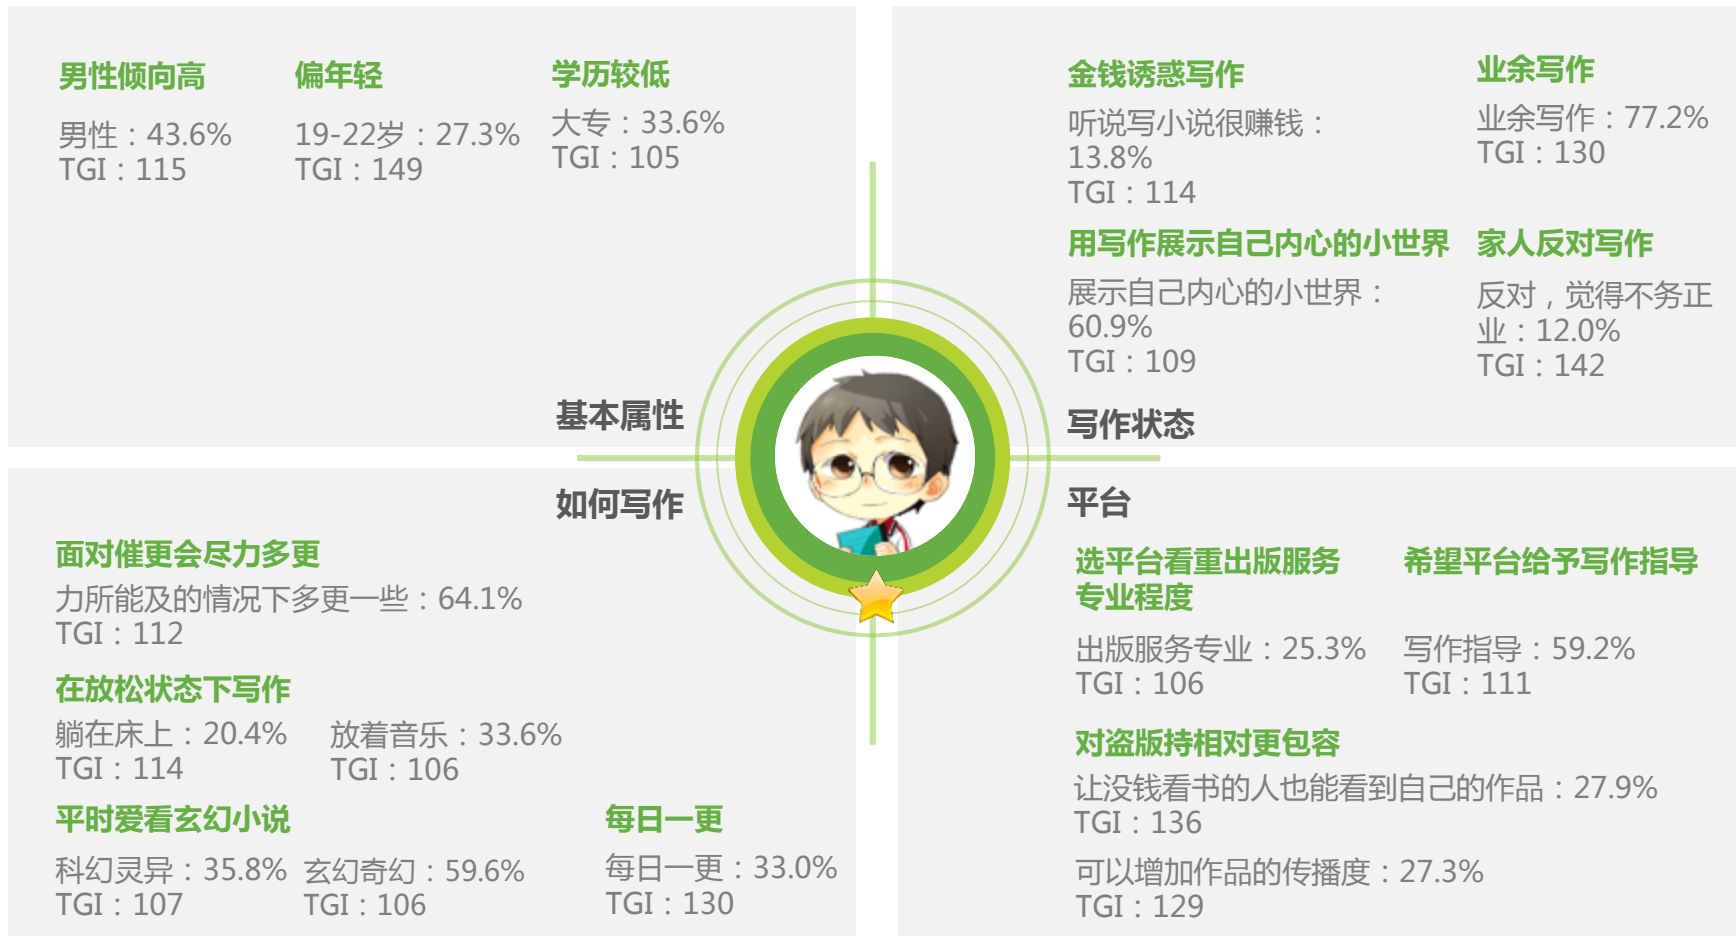 男性倾向高
男性：43.6%
TGI：115
偏年轻
19-22岁：27.3%
TGI：149
学历较低
大专：33.6%
TGI：105
基本属性
金钱诱惑写作
听说写小说很赚钱：
13.8%
TGI：114
业余写作
业余写作：77.2%
TGI：130
用写作展示自己内心的小世界
展示自己内心的小世界：
60.9%
TGI：109
家人反对写作
反对，觉得不务正
业：12.0%
TGI：142
写作状态
如何写作
面对催更会尽力多更
力所能及的情况下多更一些：64.1%
TGI：112
在放松状态下写作
躺在床上：20.4%
TGI：114
放着音乐：33.6%
TGI：106
平时爱看玄幻小说
科幻灵异：35.8%
TGI：107
玄幻奇幻：59.6%
TGI：106
每日一更
每日一更：33.0%
TGI：130
平台
选平台看重出版服务
专业程度
出版服务专业：25.3%
TGI：106
希望平台给予写作指导
写作指导：59.2%
TGI：111
对盗版持相对更包容
让没钱看书的人也能看到自己的作品：27.9%
TGI：136
可以增加作品的传播度：27.3%
TGI：129